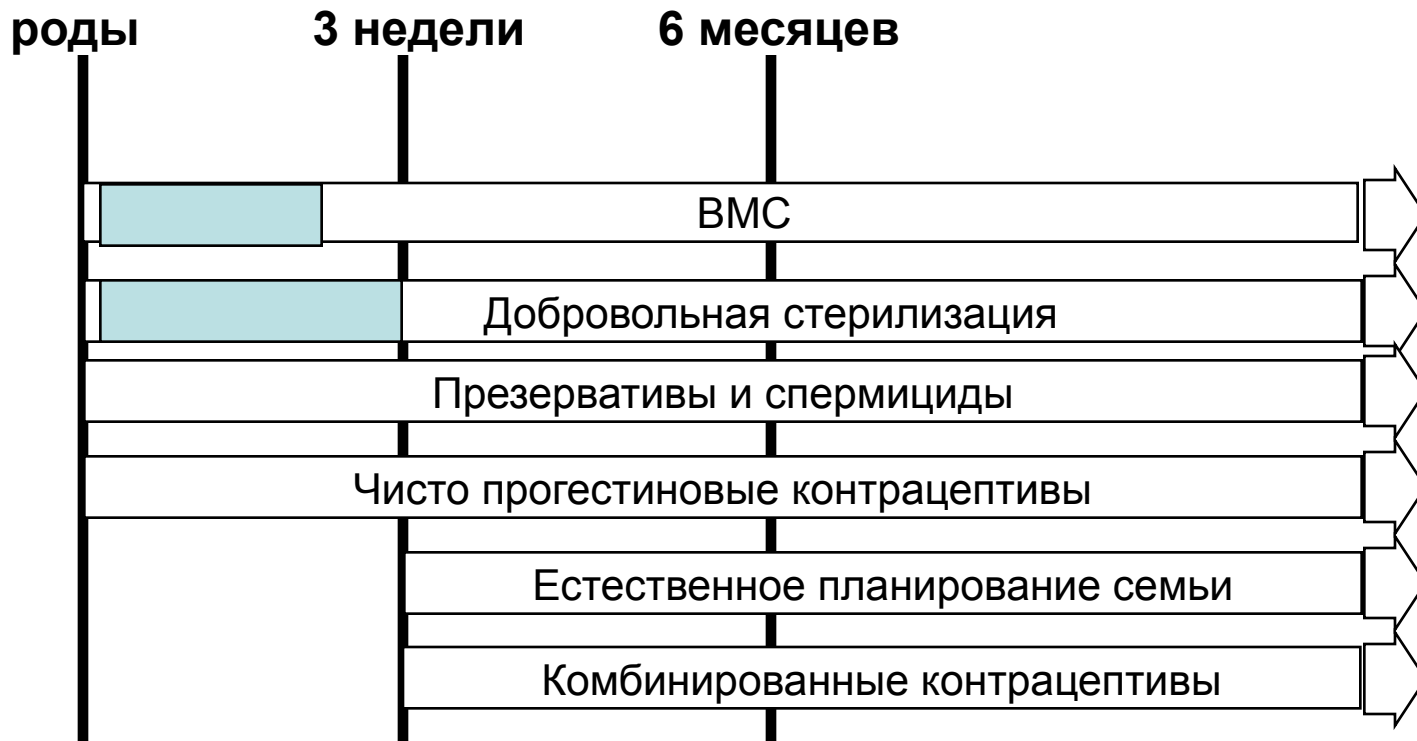 роды 3 недели 6 месяцев
ВМС
Добровольная стерилизация
Презервативы и спермициды
Чисто прогестиновые контрацептивы
Естественное планирование семьи
Комбинированные контрацептивы